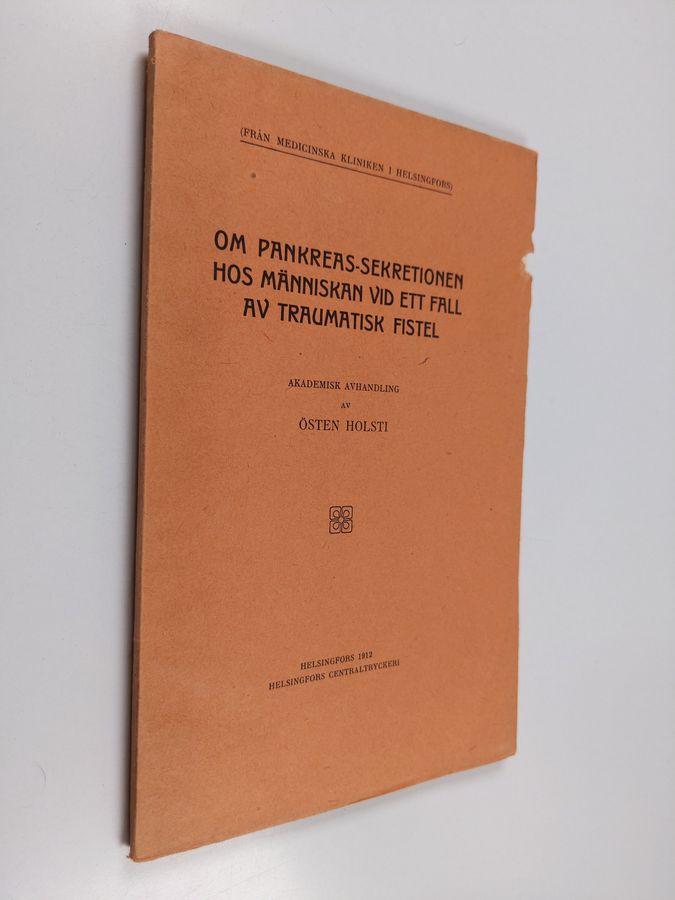 (FRÅN MEDICINSKA KLINIKEN I HELSINGFORS)
OM PANKREAS-SEKRETIONEN
HOS MÄNNISKAN VID ETT FALL
AV TRAUMATISK FISTEL
AKADEMISK AVHANDLING
AV
ÖSTEN HOLSTI
HELSINGFORS 1912
HELSINGFORS CENTRALTRYCKERI